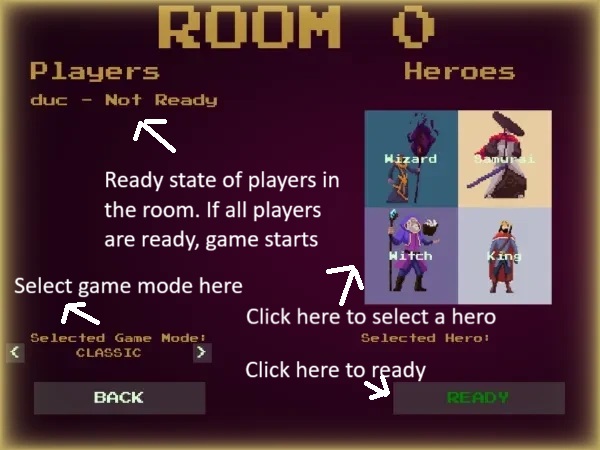 ROOM 0
Players
Heroes
duc - Not Ready
Wizard
Samurai
Ready state of players in
the room. If all players
are ready, game starts
Witch
King
Select game mode here
Click here to select a hero
Selected Game Mode:
Selected Hero:
< CLASSIC >
Click here to ready
BACK
READY